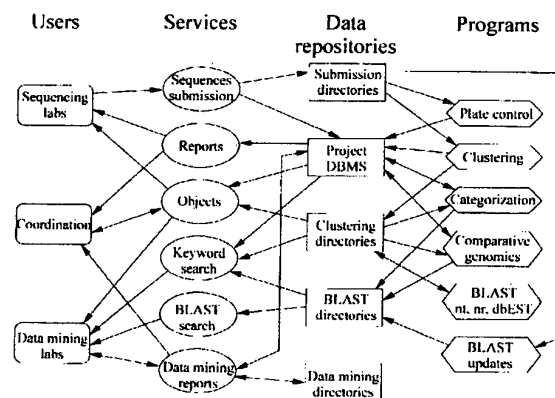 Users
Services
Data
repositories
Programs
Sequences
submission
Submission
directories
Sequencing
labs
Plate control
Reports
Project
DBMS
Clustering
Objects
Categorization
Coordination
Clustering
directories
Comparative
genomics
Keyword
search
BLAST
search
BLAST
directories
BLAST
nt, nr, dbEST
Data mining
labs
BLAST
updates
Data mining
reports
Data mining
directories